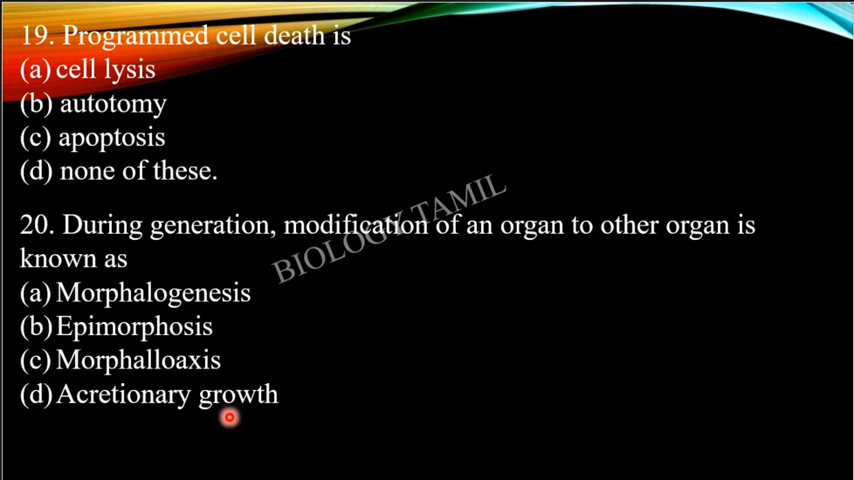 19. Programmed cell death is
(a) cell lysis
(b) autotomy
(c) apoptosis
(d) none of these.
20. During generation, modification of an organ to other organ is
known as
(a) Morphalogenesis
(b) Epimorphosis
(c) Morphalloaxis
(d) Acretionary growth
BIOLOGY TAMIL